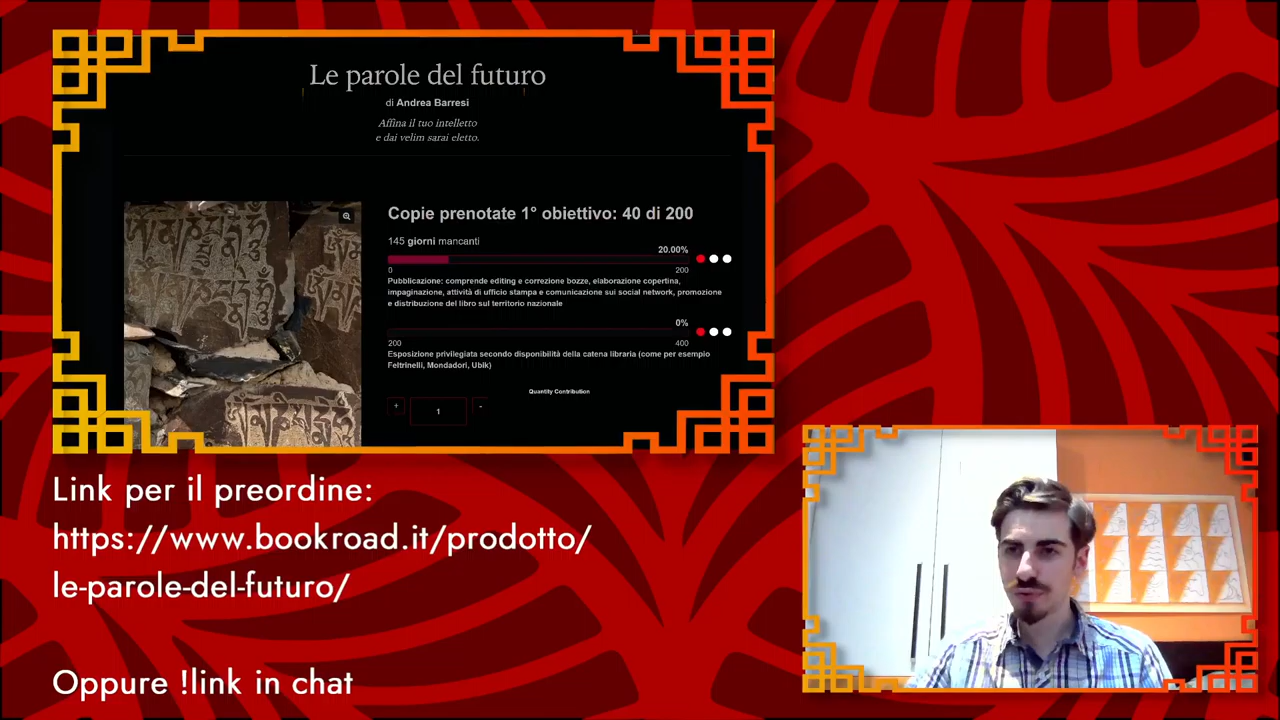 Le parole del futuro
di Andrea Barresi
Affina il tuo intelletto
e dai velim sarai eletto.
Copie prenotate 1° obiettivo: 40 di 200
145 giorni mancanti
20.00%
0 200
Pubblicazione: comprende editing e correzione bozze, elaborazione copertina,
impaginazione, attività di ufficio stampa e comunicazione sui social network, promozione
e distribuzione del libro sul territorio nazionale
0%
200 400
Esposizione privilegiata secondo disponibilità della catena libraria (come per esempio
Feltrinelli, Mondadori, Ubik)
Quantity Contribution
+ 1 -
Link per il preordine:
https://www.bookroad.it/prodotto/
le-parole-del-futuro/
Oppure !link in chat